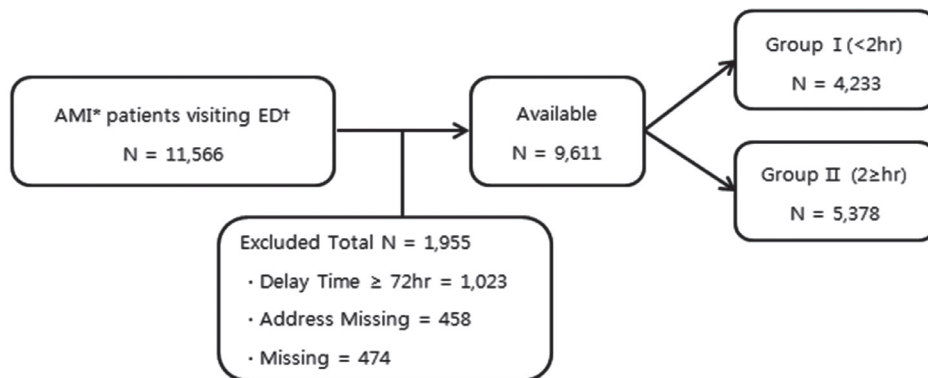 AMI* patients visiting ED†
N = 11,566
Available
N = 9,611
Group Ⅰ (<2hr)
N = 4,233
Group Ⅱ (2≥hr)
N = 5,378
Excluded Total N = 1,955
· Delay Time ≥ 72hr = 1,023
· Address Missing = 458
· Missing = 474